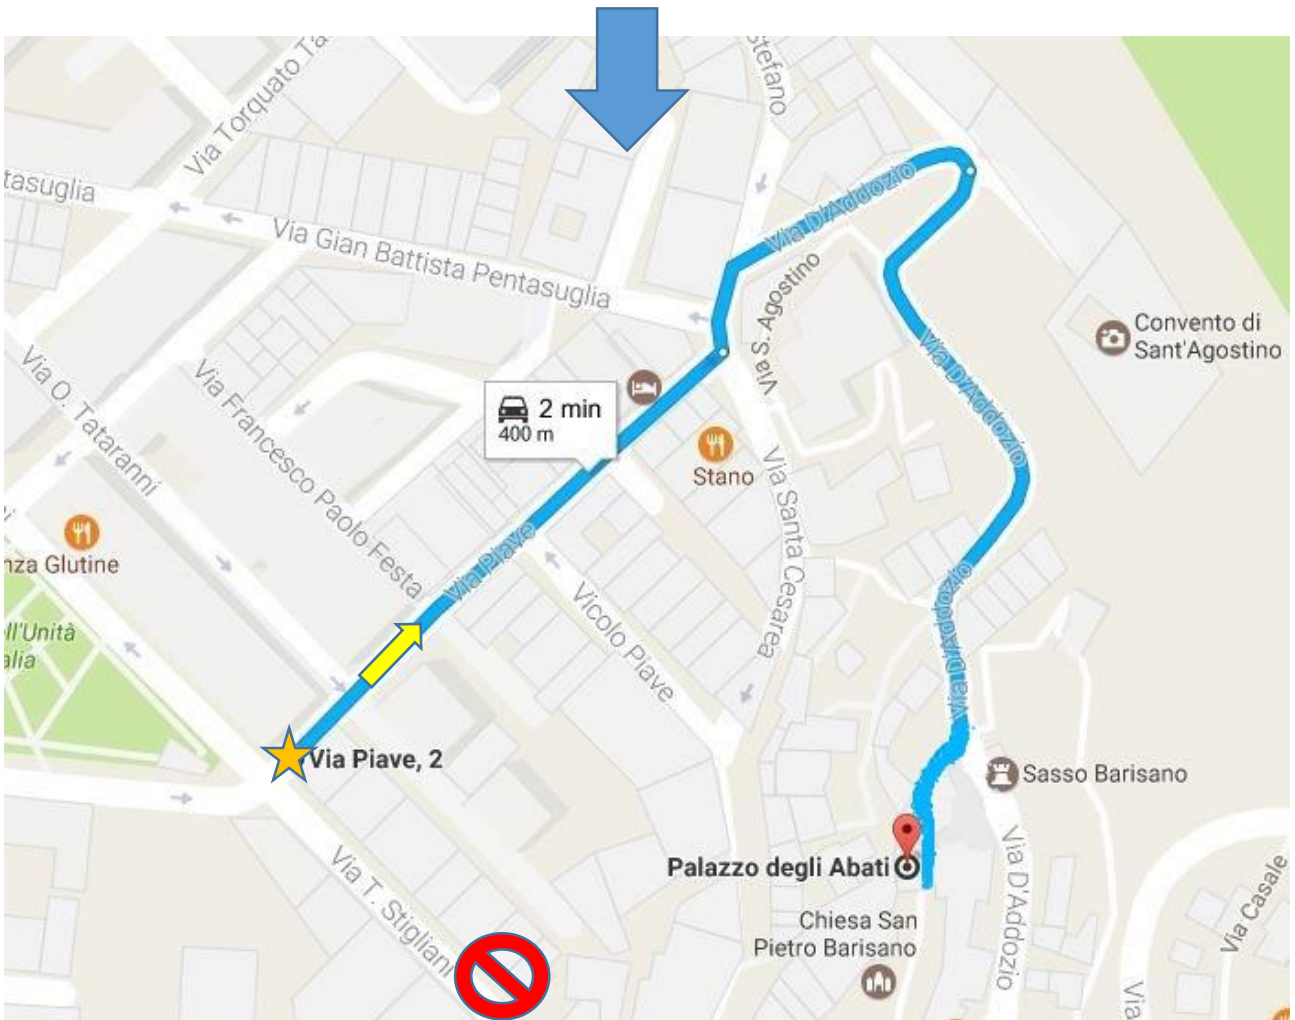 Stefano
Via Torquato Ta
tasuglia
Via Gian Battista Pentasuglia
Via D'Addozio
Via S. Agostino
Convento di
Sant'Agostino
Via O. Tataranni
Via Francesco Paolo Festa
Via D'Addozio
2 min
400 m
Stano
Via Santa Cesarea
nza Glutine
Via Piave
Vicolo Piave
ll'Unità
alia
Via D'Addozio
Via Piave, 2
Sasso Barisano
Palazzo degli Abati
Via T. Stigliani
Via D'Addozio
Chiesa San
Pietro Barisano
Via Casale
Via